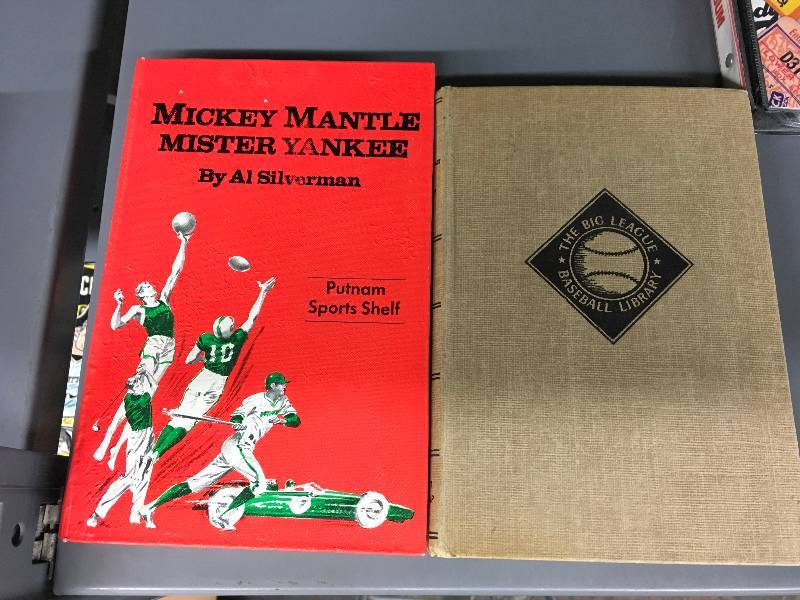 MICKEY MANTLE
MISTER YANKEE
By Al Silverman
Putnam
Sports Shelf
10
THE BIG LEAGUE
BASEBALL LIBRARY